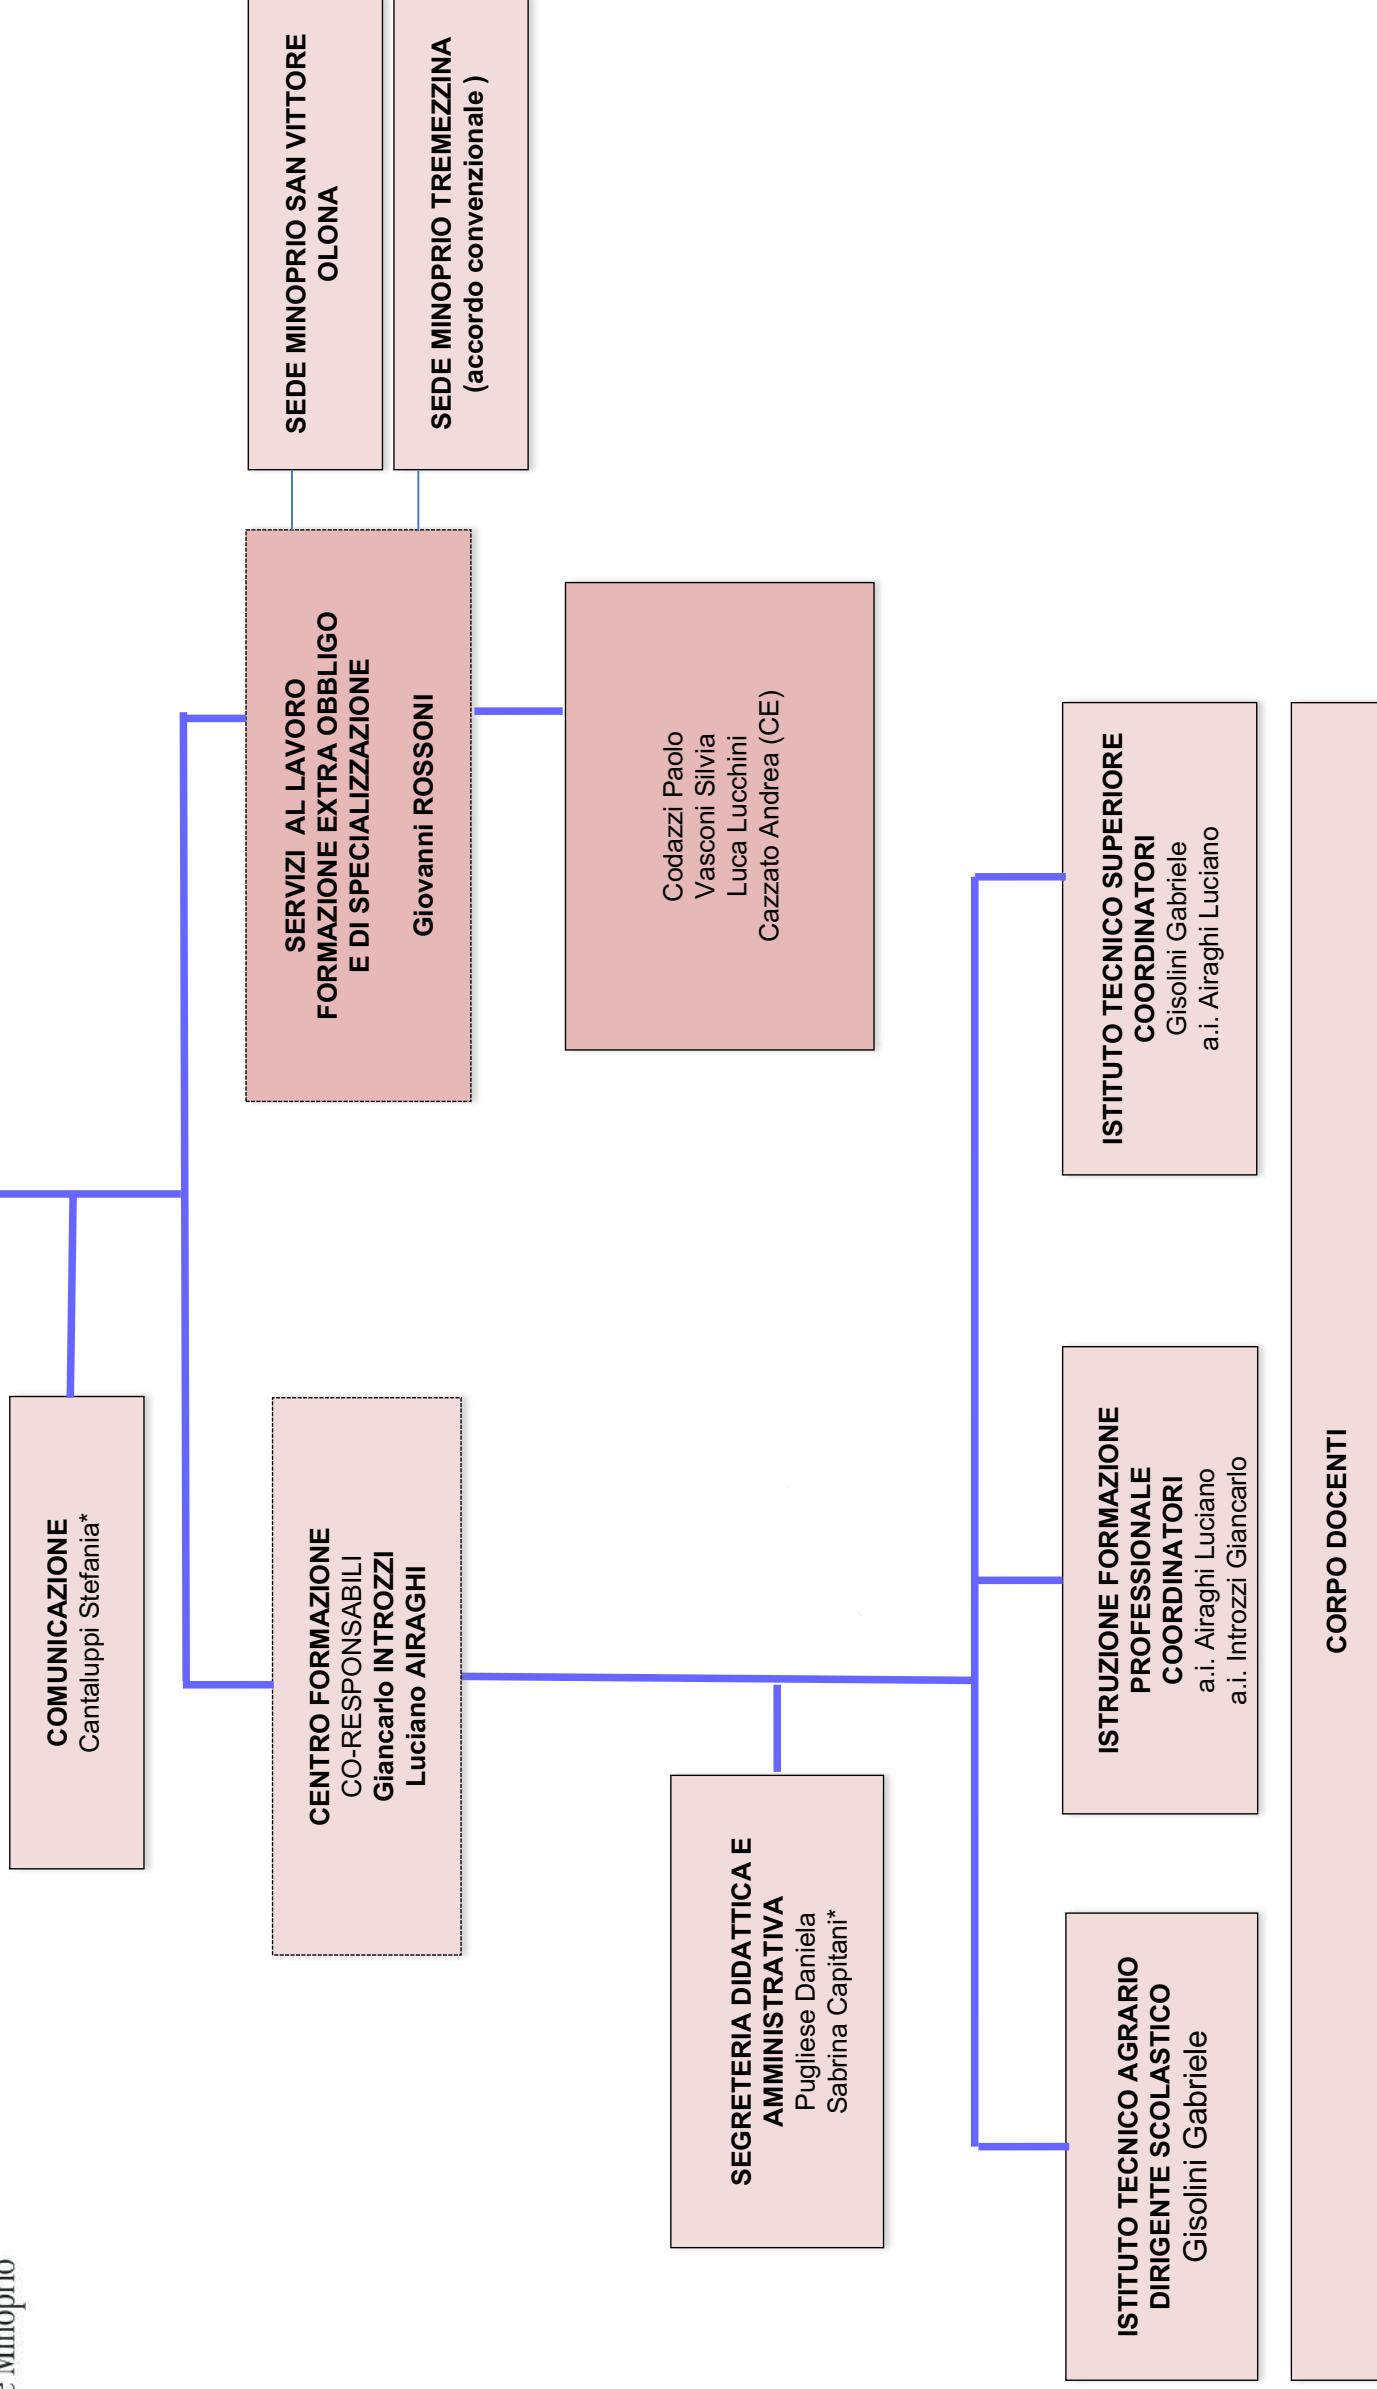 Minoprio
COMUNICAZIONE
Cantaluppi Stefania*
CENTRO FORMAZIONE
CO-RESPONSABILI
Giancarlo INTROZZI
Luciano AIRAGHI
SERVIZI AL LAVORO
FORMAZIONE EXTRA OBBLIGO
E DI SPECIALIZZAZIONE
Giovanni ROSSONI
SEDE MINOPRIO SAN VITTORE
OLONA
SEDE MINOPRIO TREMEZZINA
(accordo convenzionale )
Codazzi Paolo
Vasconi Silvia
Luca Lucchini
Cazzato Andrea (CE)
SEGRETERIA DIDATTICA E
AMMINISTRATIVA
Pugliese Daniela
Sabrina Capitani*
ISTITUTO TECNICO AGRARIO
DIRIGENTE SCOLASTICO
Gisolini Gabriele
ISTRUZIONE FORMAZIONE
PROFESSIONALE
COORDINATORI
a.i. Airaghi Luciano
a.i. Introzzi Giancarlo
ISTITUTO TECNICO SUPERIORE
COORDINATORI
Gisolini Gabriele
a.i. Airaghi Luciano
CORPO DOCENTI